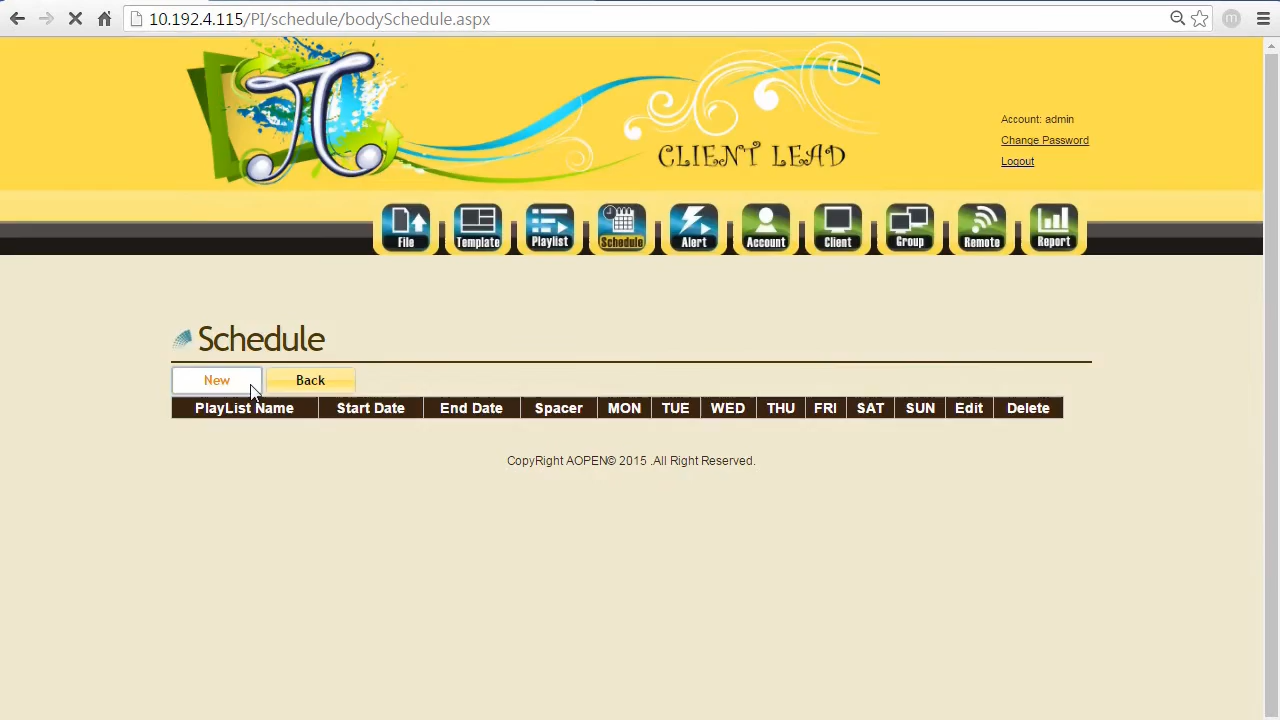 10.192.4.115/PI/schedule/bodySchedule.aspx
m
CLIENT LEAD
Account: admin
Change Password
Logout
File Template Playlist Schedule Alert Account Client Group Remote Report
Schedule
New Back
PlayList Name Start Date End Date Spacer MON TUE WED THU FRI SAT SUN Edit Delete
CopyRight AOPEN© 2015 .All Right Reserved.